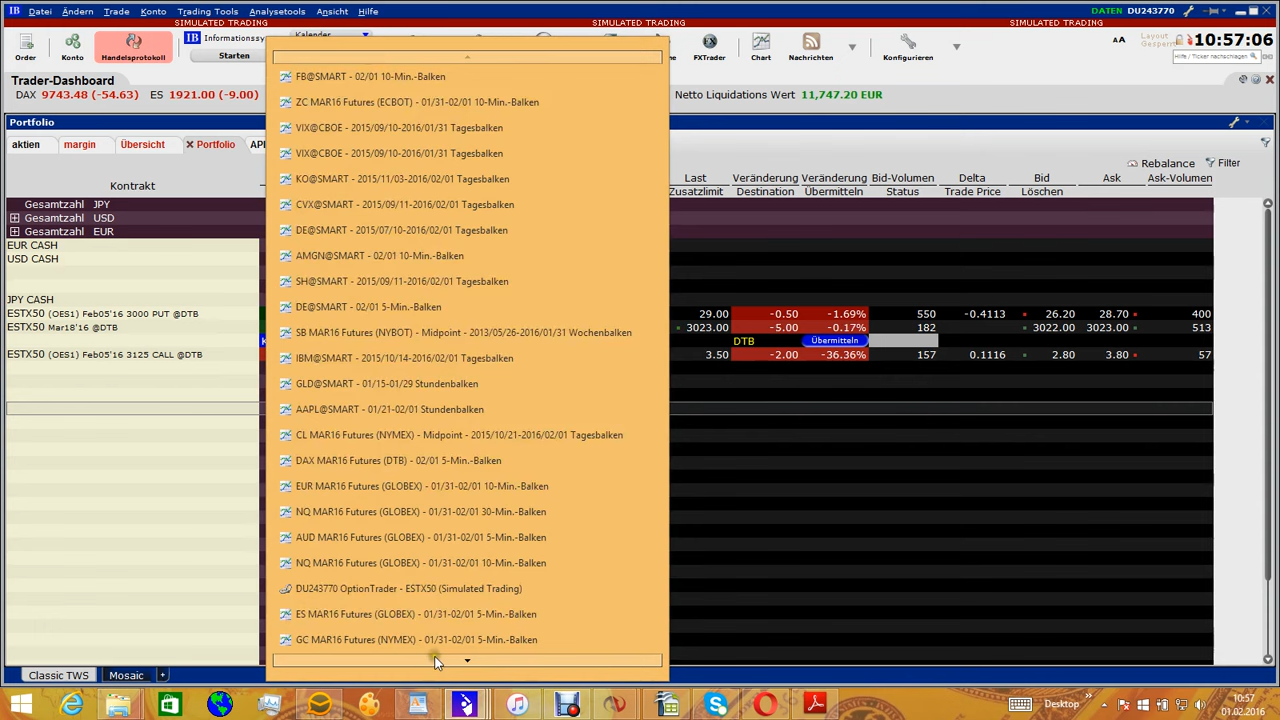 IB Datei Ändern Trade Konto Trading Tools Analysetools Ansicht Hilfe DATEN DU243770
SIMULATED TRADING SIMULATED TRADING SIMULATED TRADING
Order Konto Handelsprotokoll IB Informationssy Starten Kalender FXTrader Chart Nachrichten Konfigurieren AA Layout Gesperrt 10:57:06
Hilfe / Ticker nachschlagen
Trader-Dashboard
DAX 9743.48 (-54.63) ES 1921.00 (-9.00) Netto Liquidations Wert 11,747.20 EUR
Portfolio
aktien margin Übersicht Portfolio
Rebalance Filter
Kontrakt Last Veränderung Veränderung Bid-Volumen Delta Bid Ask Ask-Volumen
Zusatzlimit Destination Übermitteln Status Trade Price Löschen
Gesamtzahl JPY
Gesamtzahl USD
Gesamtzahl EUR
EUR CASH
USD CASH
JPY CASH
ESTX50 (OES1) Feb05'16 3000 PUT @DTB 29.00 -0.50 -1.69% 550 -0.4113 26.20 28.70 400
ESTX50 Mar18'16 @DTB 3023.00 -5.00 -0.17% 182 3022.00 3023.00 513
DTB Übermitteln
ESTX50 (OES1) Feb05'16 3125 CALL @DTB 3.50 -2.00 -36.36% 157 0.1116 2.80 3.80 57
FB@SMART - 02/01 10-Min.-Balken
ZC MAR16 Futures (ECBOT) - 01/31-02/01 10-Min.-Balken
VIX@CBOE - 2015/09/10-2016/01/31 Tagesbalken
VIX@CBOE - 2015/09/10-2016/01/31 Tagesbalken
KO@SMART - 2015/11/03-2016/02/01 Tagesbalken
CVX@SMART - 2015/09/11-2016/02/01 Tagesbalken
DE@SMART - 2015/07/10-2016/02/01 Tagesbalken
AMGN@SMART - 02/01 10-Min.-Balken
SH@SMART - 2015/09/11-2016/02/01 Tagesbalken
DE@SMART - 02/01 5-Min.-Balken
SB MAR16 Futures (NYBOT) - Midpoint - 2013/05/26-2016/01/31 Wochenbalken
IBM@SMART - 2015/10/14-2016/02/01 Tagesbalken
GLD@SMART - 01/15-01/29 Stundenbalken
AAPL@SMART - 01/21-02/01 Stundenbalken
CL MAR16 Futures (NYMEX) - Midpoint - 2015/10/21-2016/02/01 Tagesbalken
DAX MAR16 Futures (DTB) - 02/01 5-Min.-Balken
EUR MAR16 Futures (GLOBEX) - 01/31-02/01 10-Min.-Balken
NQ MAR16 Futures (GLOBEX) - 01/31-02/01 30-Min.-Balken
AUD MAR16 Futures (GLOBEX) - 01/31-02/01 5-Min.-Balken
NQ MAR16 Futures (GLOBEX) - 01/31-02/01 10-Min.-Balken
DU243770 OptionTrader - ESTX50 (Simulated Trading)
ES MAR16 Futures (GLOBEX) - 01/31-02/01 5-Min.-Balken
GC MAR16 Futures (NYMEX) - 01/31-02/01 5-Min.-Balken
Classic TWS Mosaic +
Desktop 10:57
01.02.2016